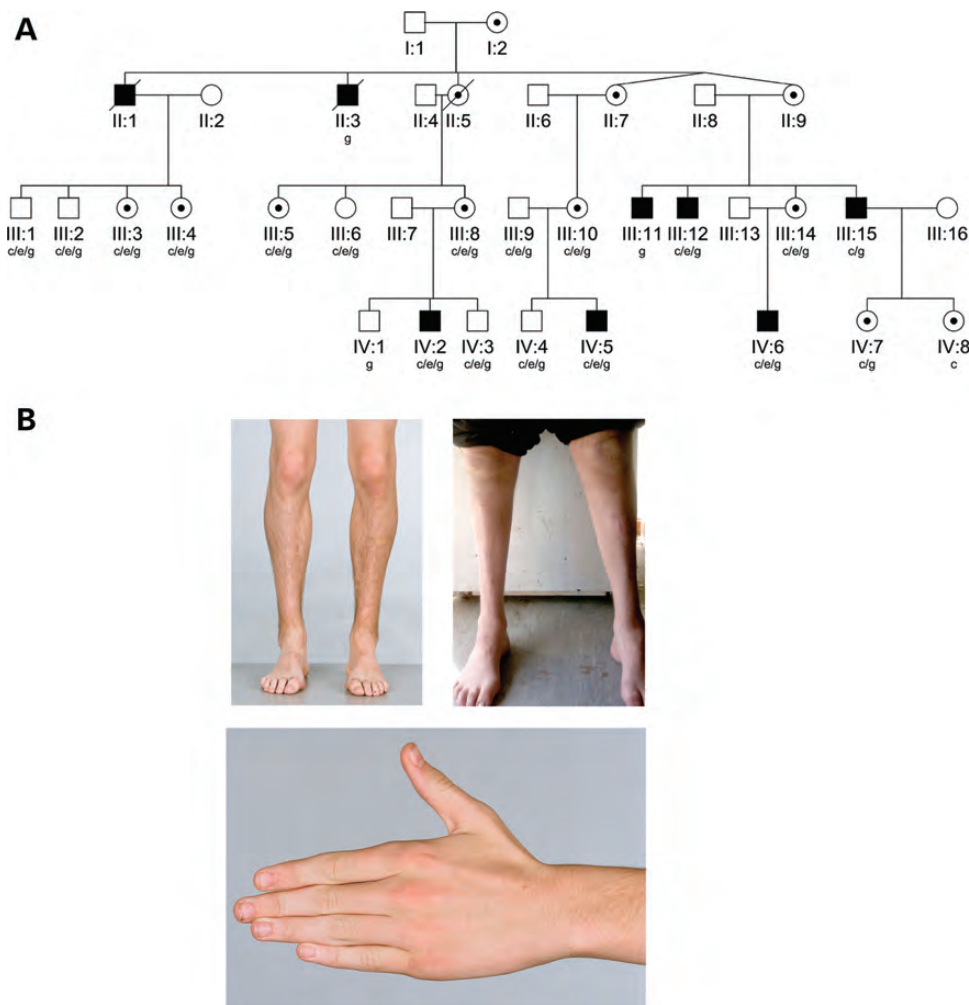 A
I:1 I:2
II:1 II:2 II:3 II:4 II:5 II:6 II:7 II:8 II:9
g
III:1 III:2 III:3 III:4 III:5 III:6 III:7 III:8 III:9 III:10 III:11 III:12 III:13 III:14 III:15 III:16
c/e/g c/e/g c/e/g c/e/g c/e/g c/e/g c/e/g c/e/g c/e/g g c/e/g c/e/g c/g
IV:1 IV:2 IV:3 IV:4 IV:5 IV:6 IV:7 IV:8
g c/e/g c/e/g c/e/g c/e/g c/e/g c/g c
B